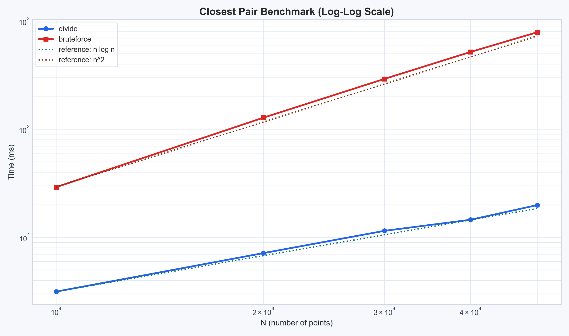 Closest Pair Benchmark (Log-Log Scale)
divide
bruteforce
reference: n log n
reference: n^2
Time (ms)
10⁴
2 × 10⁴
3 × 10⁴
4 × 10⁴
N (number of points)